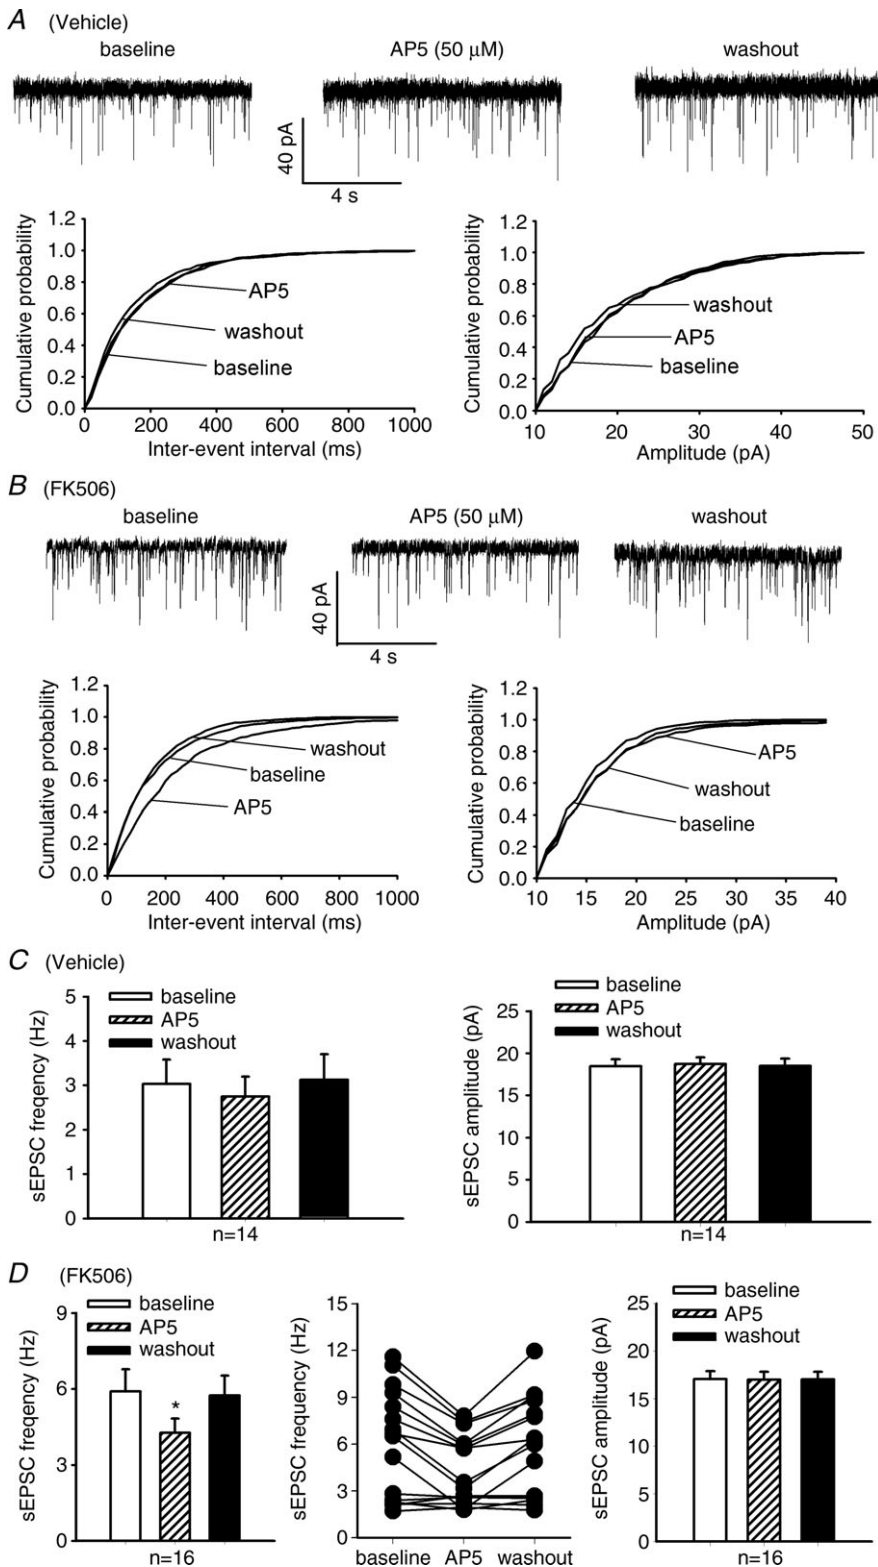 A (Vehicle)
baseline AP5 (50 μM) washout
40 pA
4 s
Cumulative probability
1.2
1.0
0.8
0.6
0.4
0.2
0.0
AP5
washout
baseline
0 200 400 600 800 1000
Inter-event interval (ms)
Cumulative probability
1.2
1.0
0.8
0.6
0.4
0.2
0.0
washout
AP5
baseline
10 20 30 40 50
Amplitude (pA)
B (FK506)
baseline AP5 (50 μM) washout
40 pA
4 s
Cumulative probability
1.2
1.0
0.8
0.6
0.4
0.2
0.0
washout
baseline
AP5
0 200 400 600 800 1000
Inter-event interval (ms)
Cumulative probability
1.2
1.0
0.8
0.6
0.4
0.2
0.0
AP5
washout
baseline
10 15 20 25 30 35 40
Amplitude (pA)
C (Vehicle)
sEPSC freqency (Hz)
5
4
3
2
1
0
baseline
AP5
washout
n=14
sEPSC amplitude (pA)
25
20
15
10
5
0
baseline
AP5
washout
n=14
D (FK506)
sEPSC freqency (Hz)
9
6
3
0
baseline
AP5
washout
*
n=16
sEPSC frequency (Hz)
15
12
9
6
3
0
baseline AP5 washout
sEPSC amplitude (pA)
25
20
15
10
5
0
baseline
AP5
washout
n=16